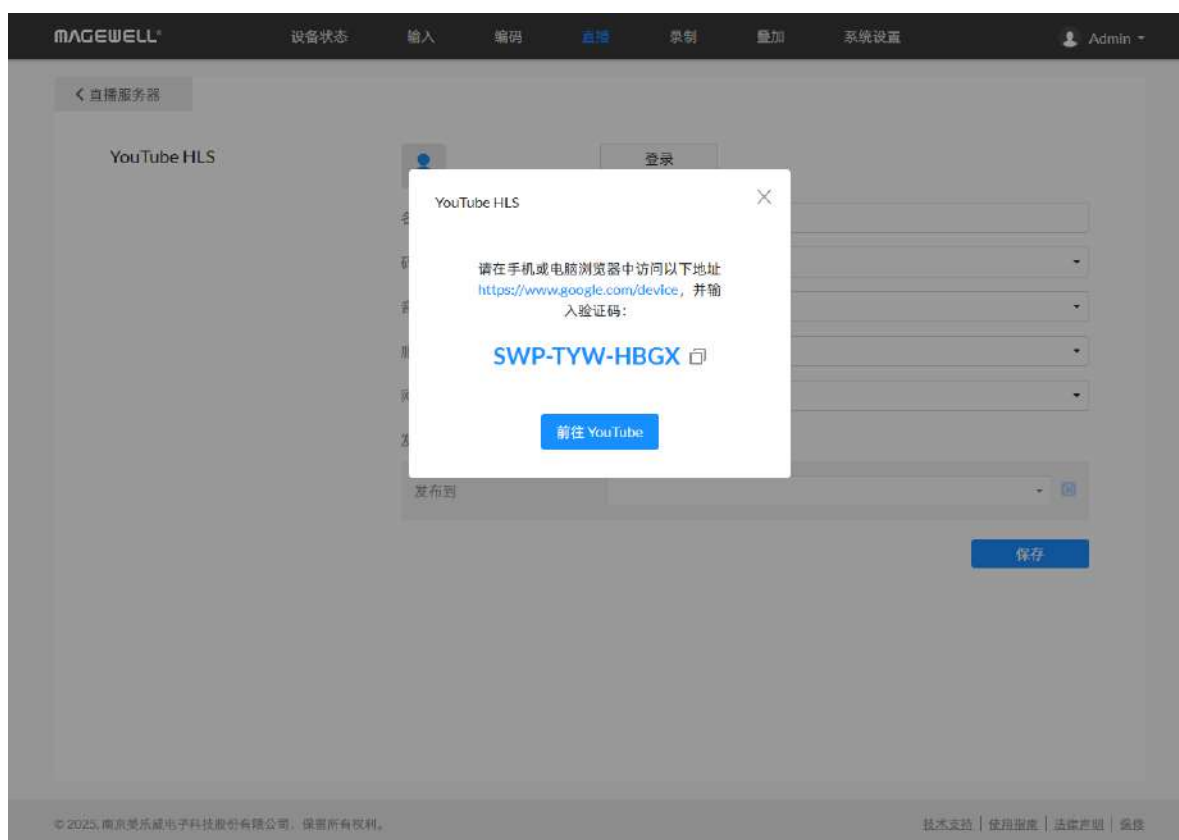 MAGEWELL
设备状态 输入 编码 直播 录制 叠加 系统设置 Admin
直播服务器
YouTube HLS
登录
YouTube HLS
请在手机或电脑浏览器中访问以下地址
https://www.google.com/device，并输
入验证码：
SWP-TYW-HBGX
前往 YouTube
发布到
保存
© 2025, 南京美乐威电子科技股份有限公司。保留所有权利。
技术支持 | 使用指南 | 法律声明 | 保修